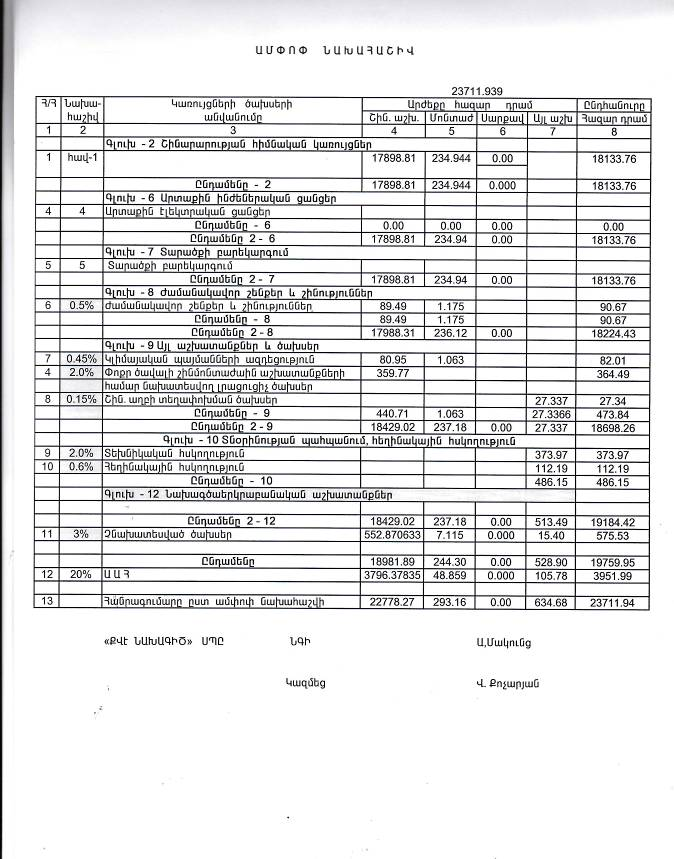 ԱՄՓՈՓ ՆԱԽԱՀԱՇԻՎ
23711.939
Հ/Հ Նախա- Կառույցների ծախսերի Արժեքը հազար դրամ Ընդհանուրը
հաշիվ անվանումը Շին. աշխ. Մոնտաժ Սարքավ Այլ աշխ Հազար դրամ
1 2 3 4 5 6 7 8
Գլուխ - 2 Շինարարության հիմնական կառույցներ
1 հավ-1 17898.81 234.944 0.00 18133.76
Ընդամենը - 2 17898.81 234.944 0.000 18133.76
Գլուխ - 6 Արտաքին ինժեներական ցանցեր
4 4 Արտաքին էլեկտրական ցանցեր
Ընդամենը - 6 0.00 0.00 0.00 0.00
Ընդամենը 2 - 6 17898.81 234.94 0.00 18133.76
Գլուխ - 7 Տարածքի բարեկարգում
5 5 Տարածքի բարեկարգում
Ընդամենը 2 - 7 17898.81 234.94 0.00 18133.76
Գլուխ - 8 Ժամանակավոր շենքեր և շինություններ
6 0.5% Ժամանակավոր շենքեր և շինություններ 89.49 1.175 90.67
Ընդամենը - 8 89.49 1.175 90.67
Ընդամենը 2 - 8 17988.31 236.12 0.00 18224.43
Գլուխ - 9 Այլ աշխատանքներ և ծախսեր
7 0.45% Կլիմայական պայմանների ազդեցություն 80.95 1.063 82.01
4 2.0% Փոքր ծավալի շինմոնտաժաին աշխատանքների 359.77 364.49
համար նախատեսվող լրացուցիչ ծախսեր
8 0.15% Շին. աղբի տեղափոխման ծախսեր 27.337 27.34
Ընդամենը - 9 440.71 1.063 27.3366 473.84
Ընդամենը 2 - 9 18429.02 237.18 0.00 27.337 18698.26
Գլուխ - 10 Տնօրինության պահպանում, հեղինակային հսկողություն
9 2.0% Տեխնիկական հսկողություն 373.97 373.97
10 0.6% Հեղինակային հսկողություն 112.19 112.19
Ընդամենը - 10 486.15 486.15
Գլուխ - 12 Նախագծաերկրաբանական աշխատանքներ
Ընդամենը 2 - 12 18429.02 237.18 0.00 513.49 19184.42
11 3% Չնախատեսված ծախսեր 552.870633 7.115 0.000 15.40 575.53
Ընդամենը 18981.89 244.30 0.00 528.90 19759.95
12 20% Ա Ա Հ 3796.37835 48.859 0.000 105.78 3951.99
13 Հանրագումարը ըստ ամփոփ նախահաշվի 22778.27 293.16 0.00 634.68 23711.94
«ՔՎԷ ՆԱԽԱԳԻԾ» ՍՊԸ ՆԳԻ Ա,Մակունց
Կազմեց Վ. Քոչարյան